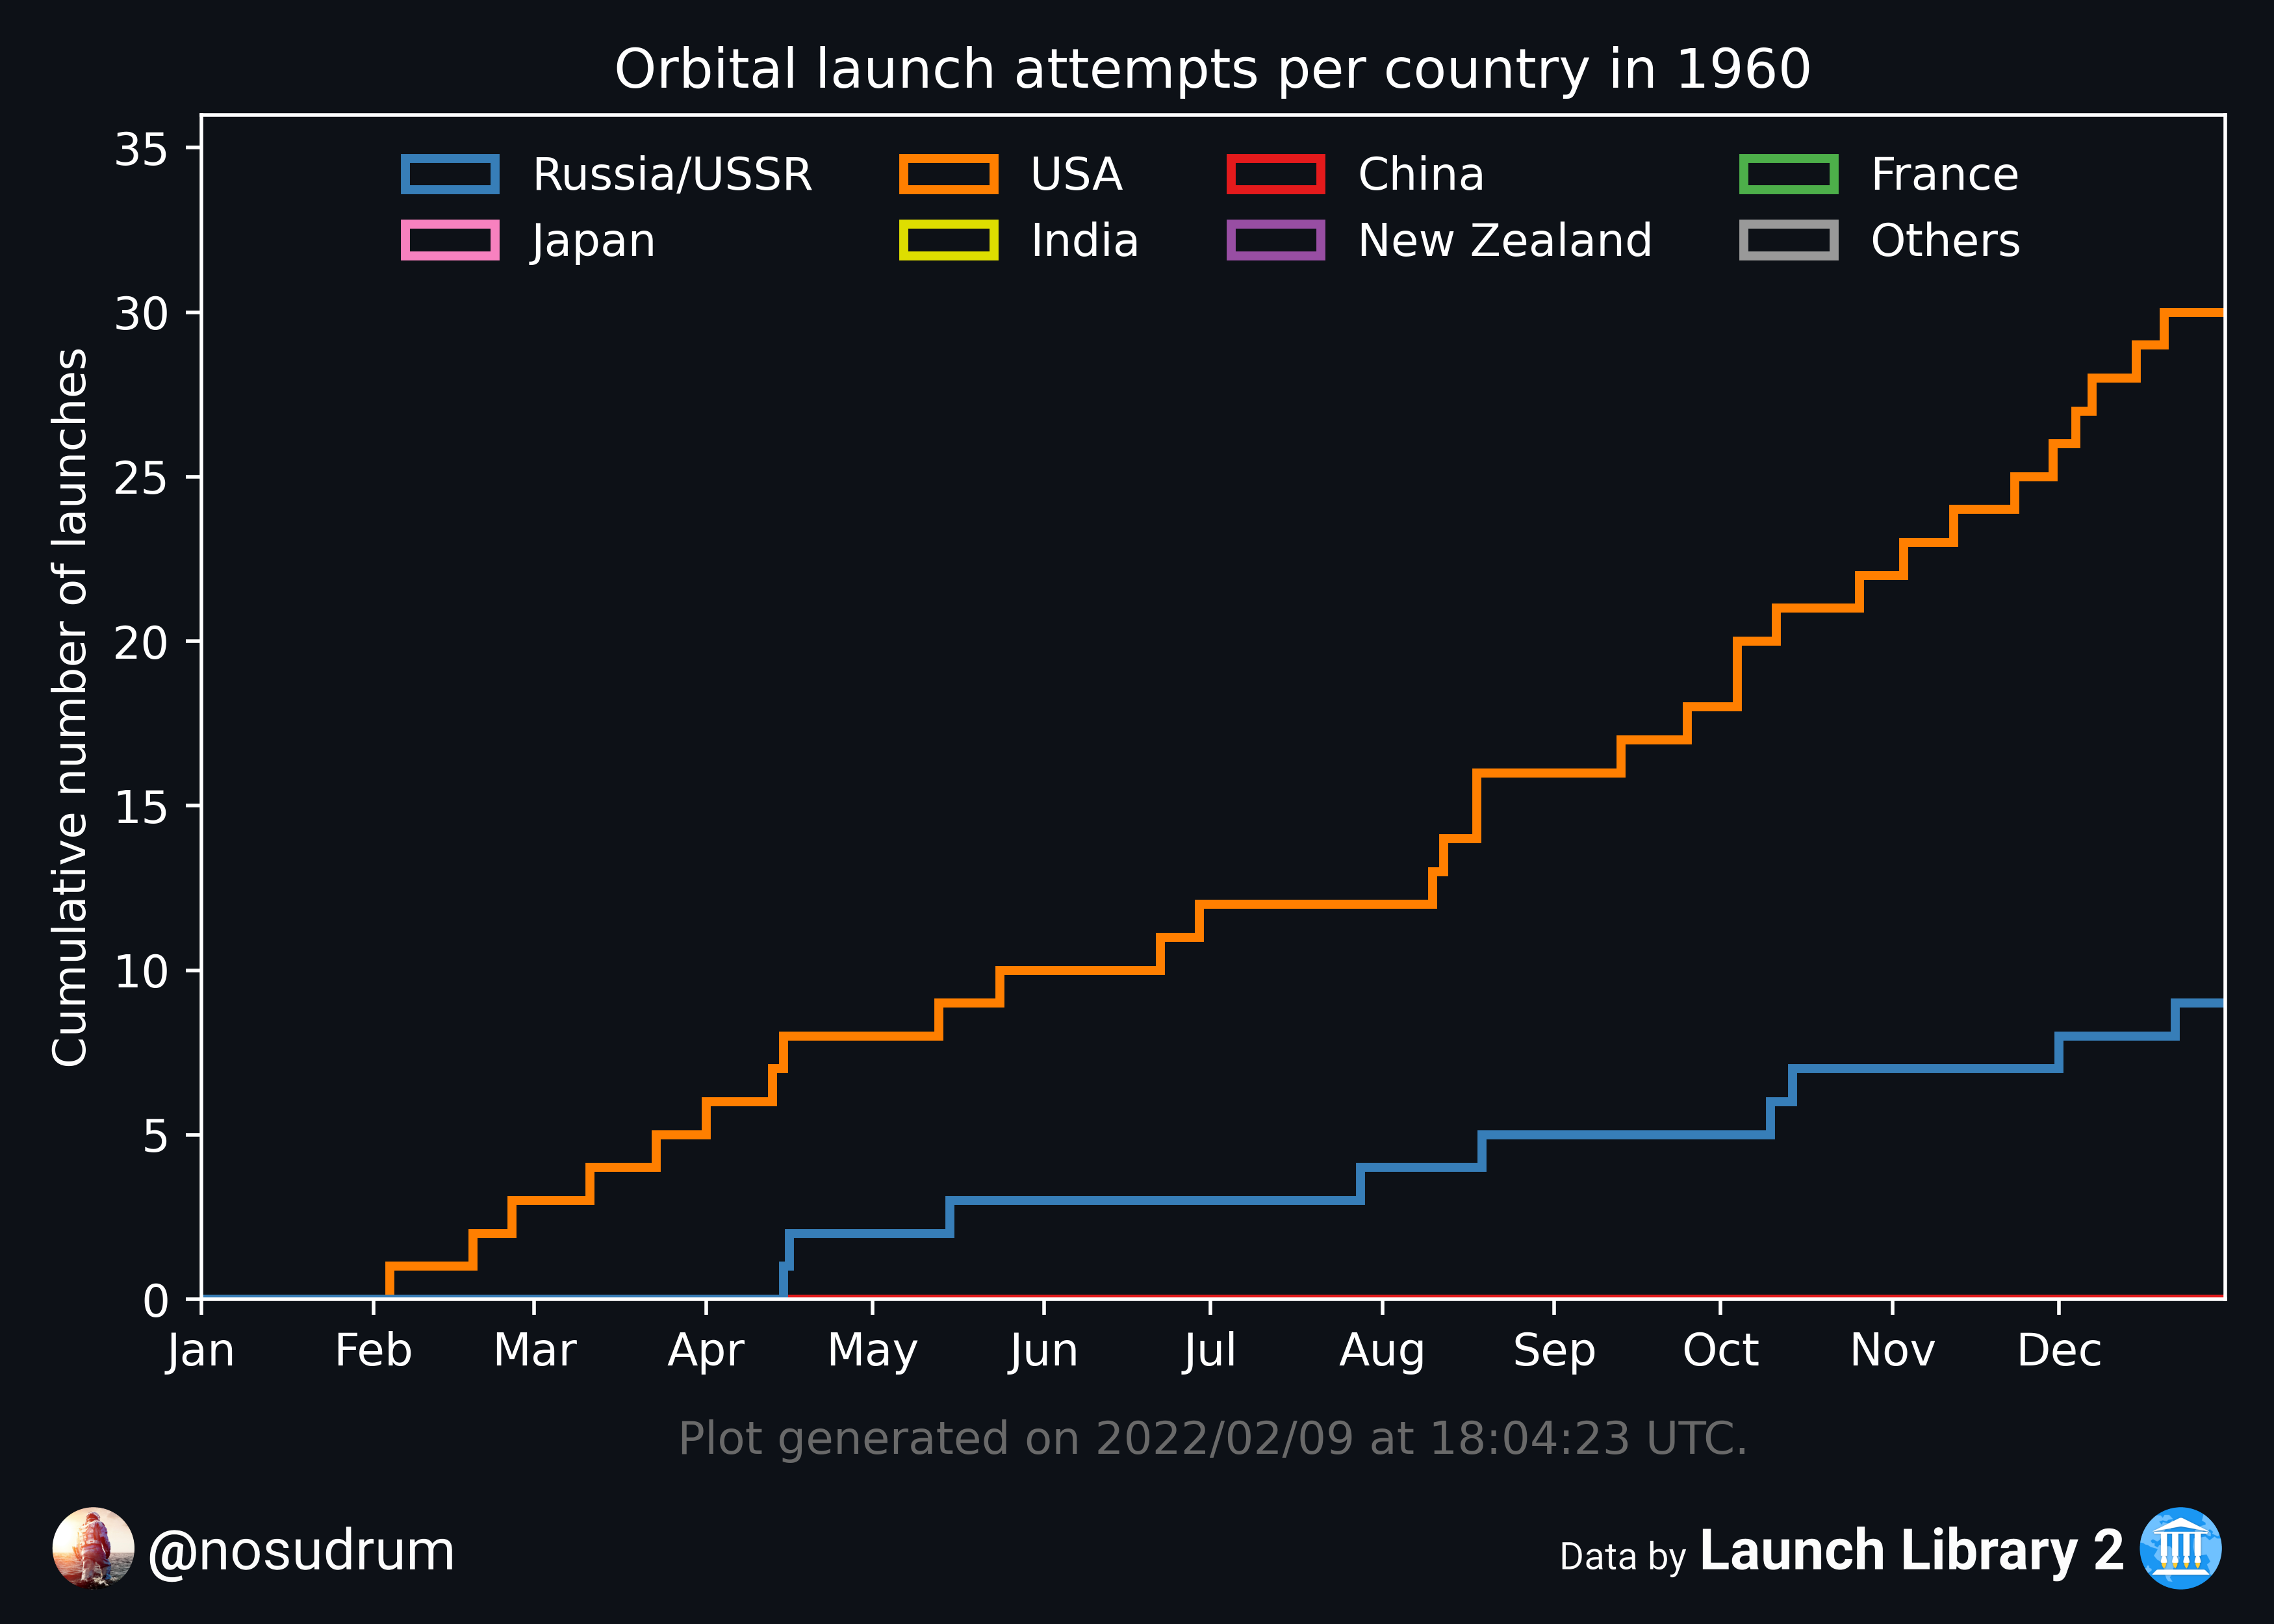 Orbital launch attempts per country in 1960
Russia/USSR USA China France
Japan India New Zealand Others
Cumulative number of launches
35
30
25
20
15
10
5
0
Jan Feb Mar Apr May Jun Jul Aug Sep Oct Nov Dec
Plot generated on 2022/02/09 at 18:04:23 UTC.
@nosudrum Data by Launch Library 2